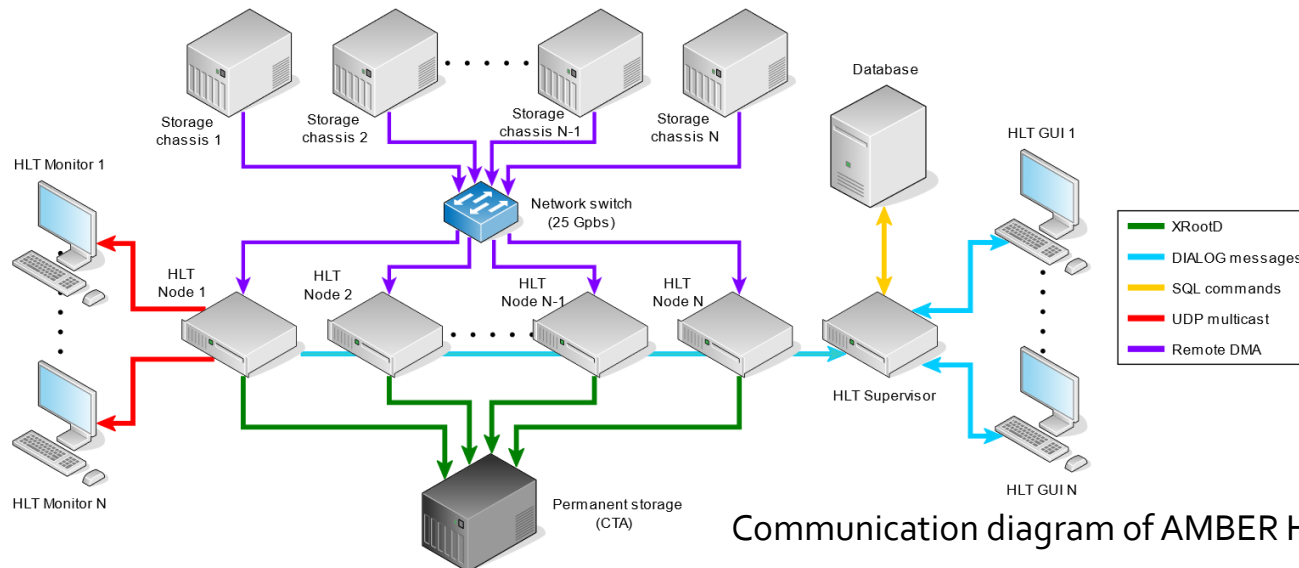 Storage
chassis 1
Storage
chassis 2
Storage
chassis N-1
Storage
chassis N
Database
HLT GUI 1
HLT Monitor 1
Network switch
(25 Gpbs)
XRootD
DIALOG messages
SQL commands
UDP multicast
Remote DMA
HLT
Node 1
HLT
Node 2
HLT
Node N-1
HLT
Node N
HLT Supervisor
HLT Monitor N
HLT GUI N
Permanent storage
(CTA)
Communication diagram of AMBER H